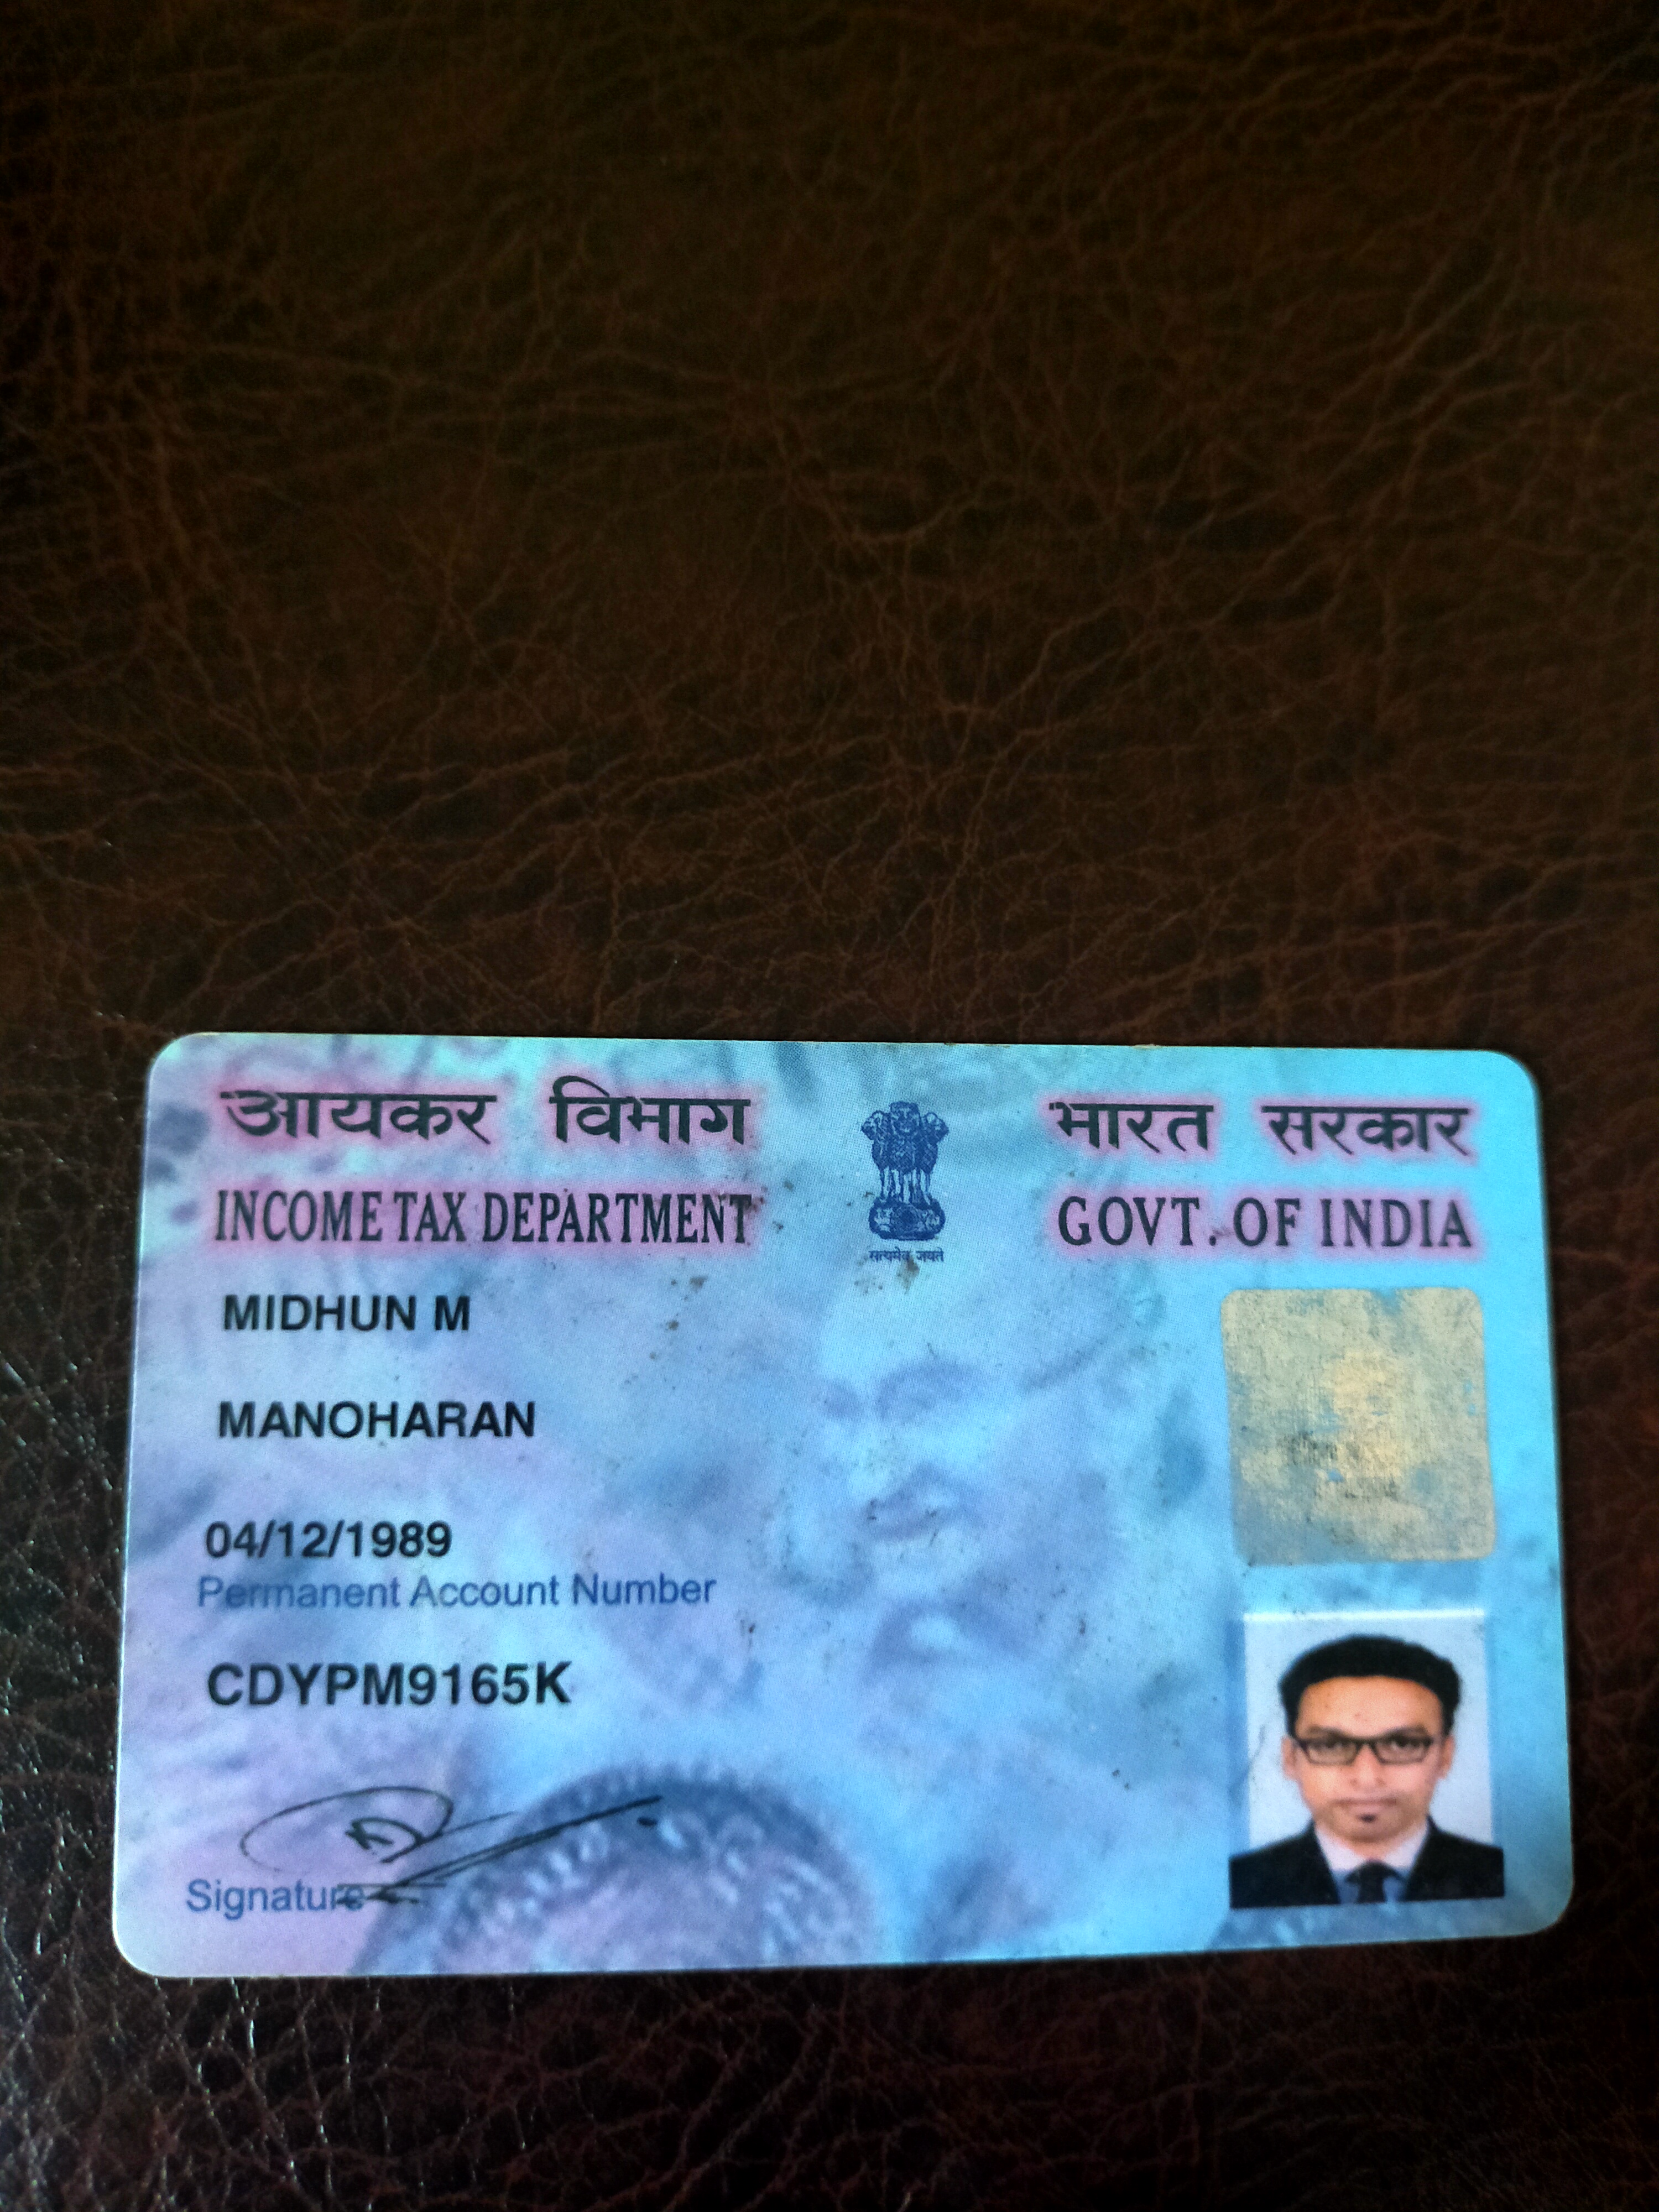 आयकर विभाग
INCOME TAX DEPARTMENT
सत्यमेव जयते
भारत सरकार
GOVT. OF INDIA
MIDHUN M
MANOHARAN
04/12/1989
Permanent Account Number
CDYPM9165K
Signature